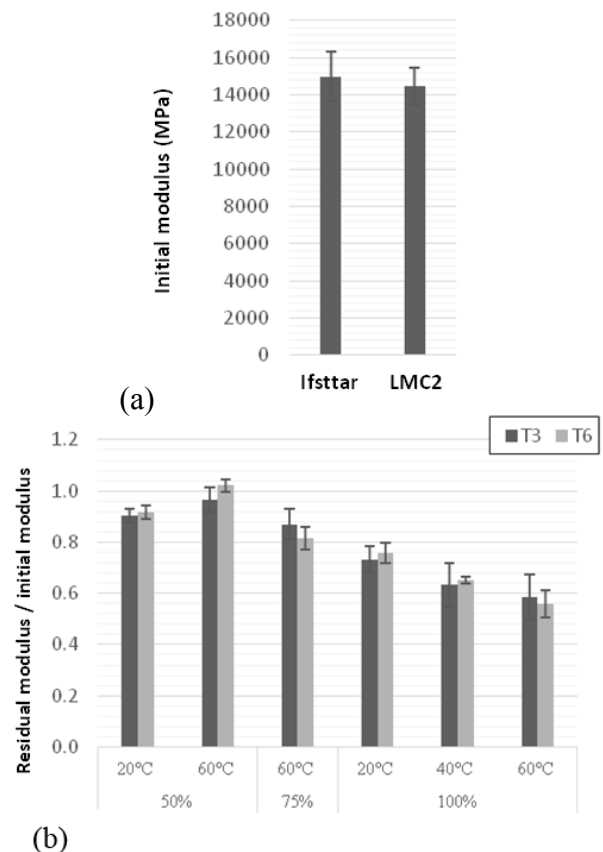 18000
16000
14000
12000
10000
8000
6000
4000
2000
0
Initial modulus (MPa)
Ifsttar LMC2
(a)
T3 T6
1.2
1.0
0.8
0.6
0.4
0.2
0.0
Residual modulus / initial modulus
20°C 60°C 60°C 20°C 40°C 60°C
50% 75% 100%
(b)